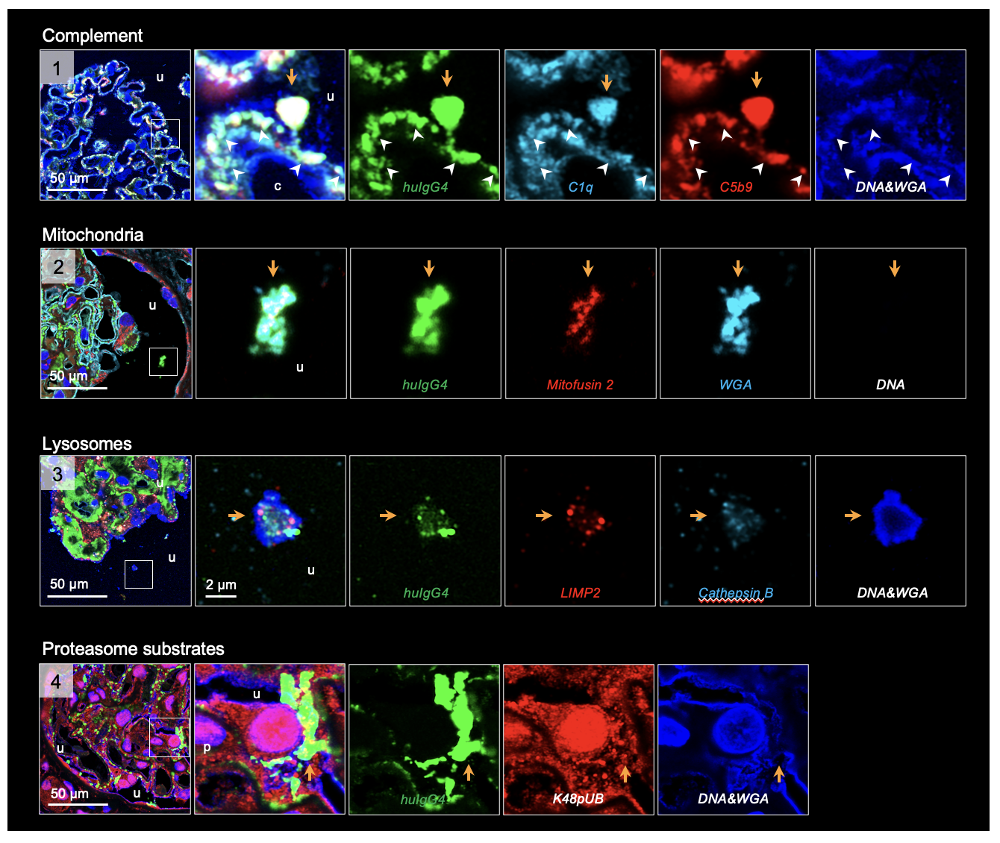 Complement
1
u
50 µm
u
c
huIgG4
C1q
C5b9
DNA&WGA
Mitochondria
2
u
50 µm
u
huIgG4
Mitofusin 2
WGA
DNA
Lysosomes
3
u
u
50 µm
u
2 µm
huIgG4
LIMP2
Cathepsin B
DNA&WGA
Proteasome substrates
4
u
u
50 µm
u
p
huIgG4
K48pUB
DNA&WGA